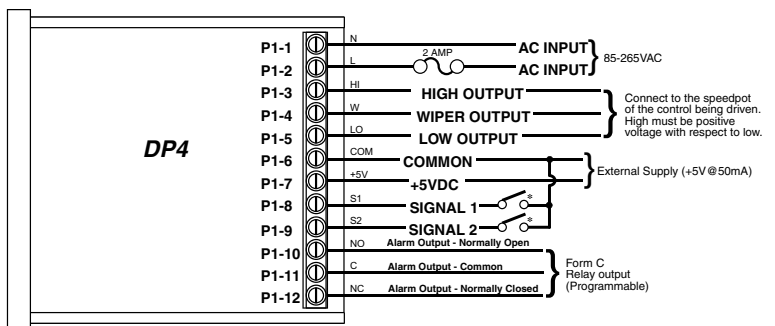 DP4
P1-1 N AC INPUT
P1-2 L 2 AMP AC INPUT
85-265VAC
P1-3 HI HIGH OUTPUT
P1-4 W WIPER OUTPUT
P1-5 LO LOW OUTPUT
Connect to the speedpot
of the control being driven.
High must be positive
voltage with respect to low.
P1-6 COM COMMON
P1-7 +5V +5VDC
External Supply (+5V@50mA)
P1-8 S1 SIGNAL 1 *
P1-9 S2 SIGNAL 2 *
P1-10 NO Alarm Output - Normally Open
P1-11 C Alarm Output - Common
P1-12 NC Alarm Output - Normally Closed
Form C
Relay output
(Programmable)